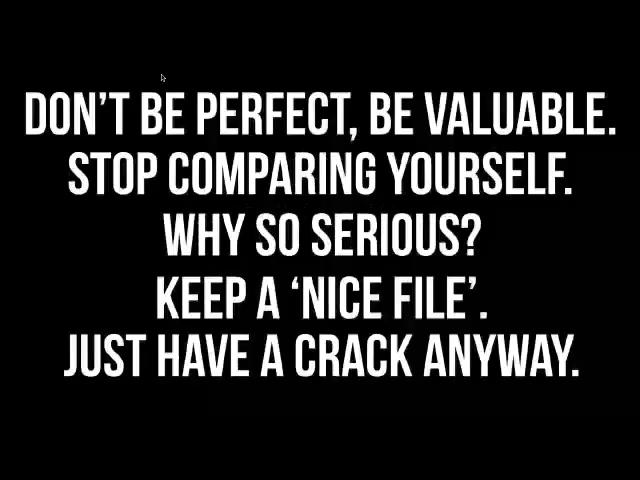 DON’T BE PERFECT, BE VALUABLE.
STOP COMPARING YOURSELF.
WHY SO SERIOUS?
KEEP A ‘NICE FILE’.
JUST HAVE A CRACK ANYWAY.